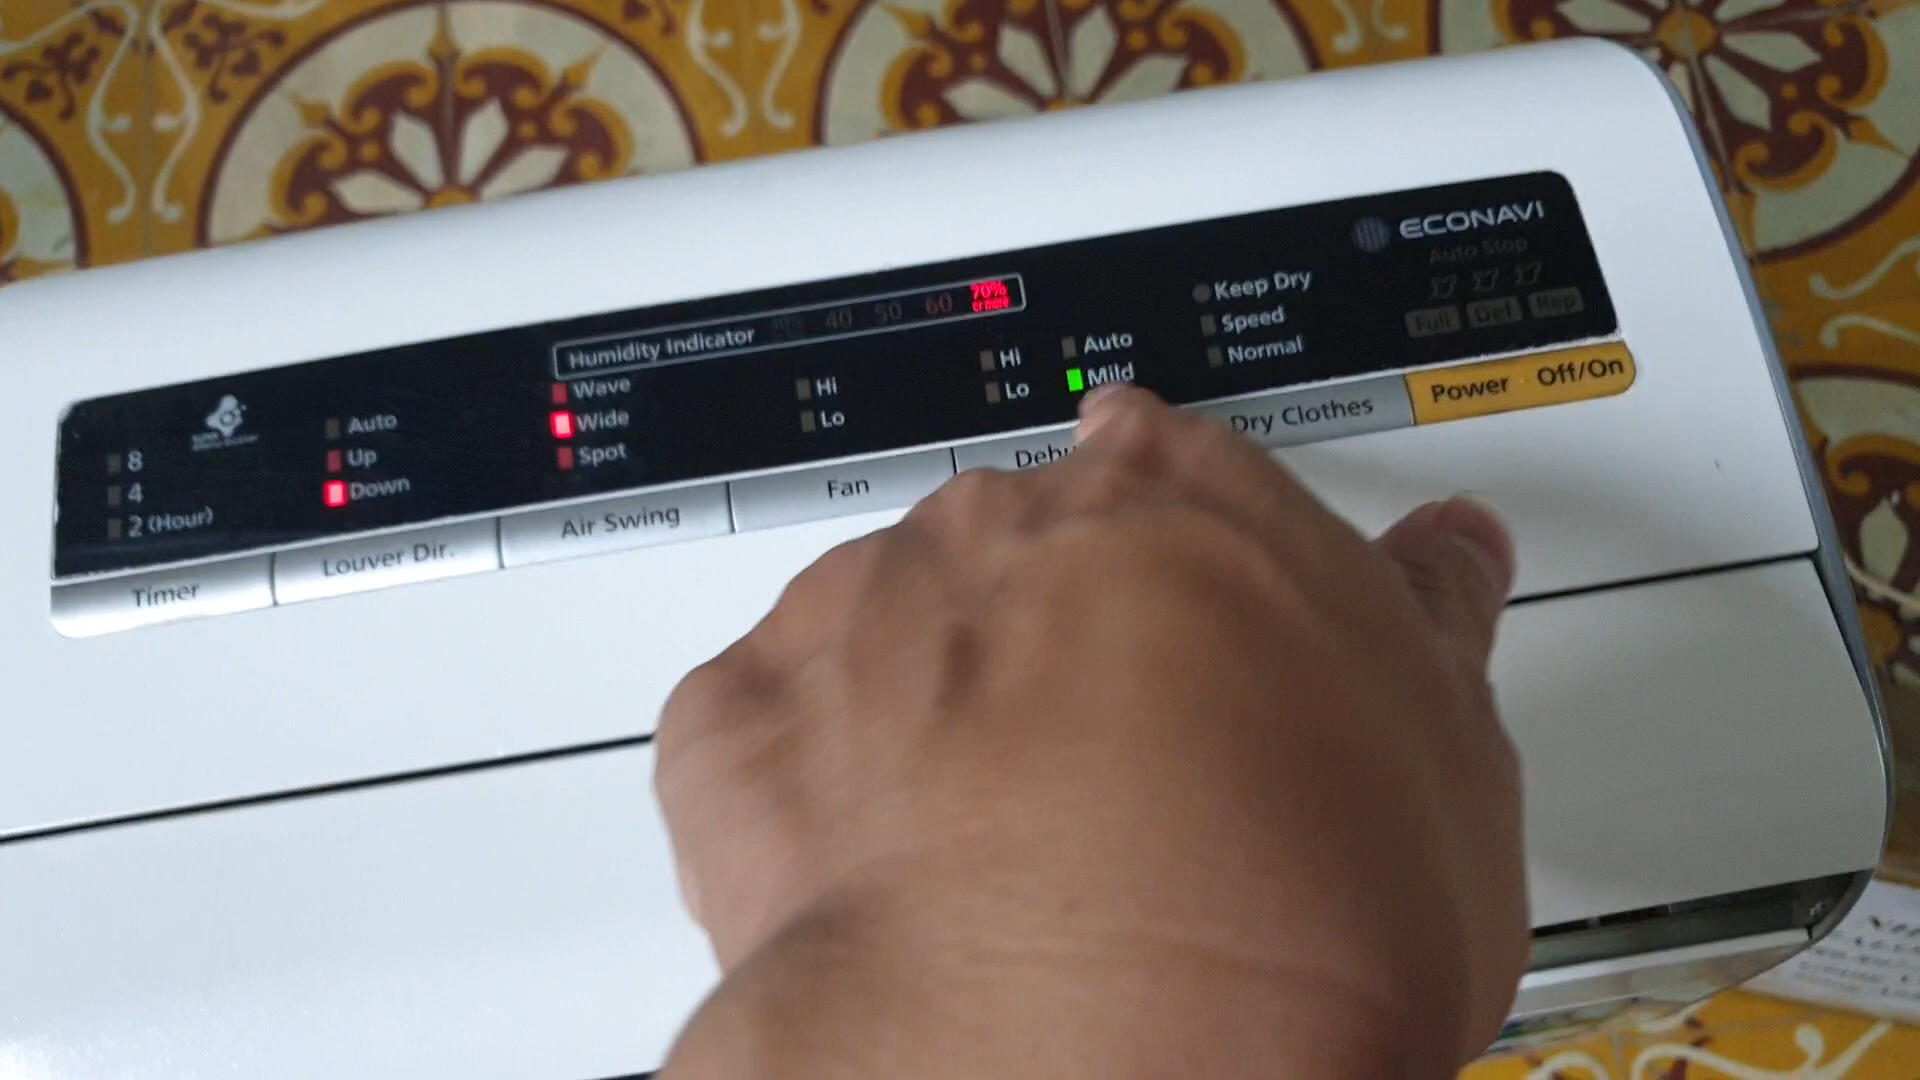 ECONAVI
Auto Stop
Full Def Rep
Humidity Indicator 40 50 60 70% or more
Keep Dry
Speed
Normal
Auto
Mild
Hi
Lo
Hi
Lo
Wave
Wide
Spot
Auto
Up
Down
8
4
2 (Hour)
Timer
Louver Dir.
Air Swing
Fan
Debu
Dry Clothes
Power Off/On